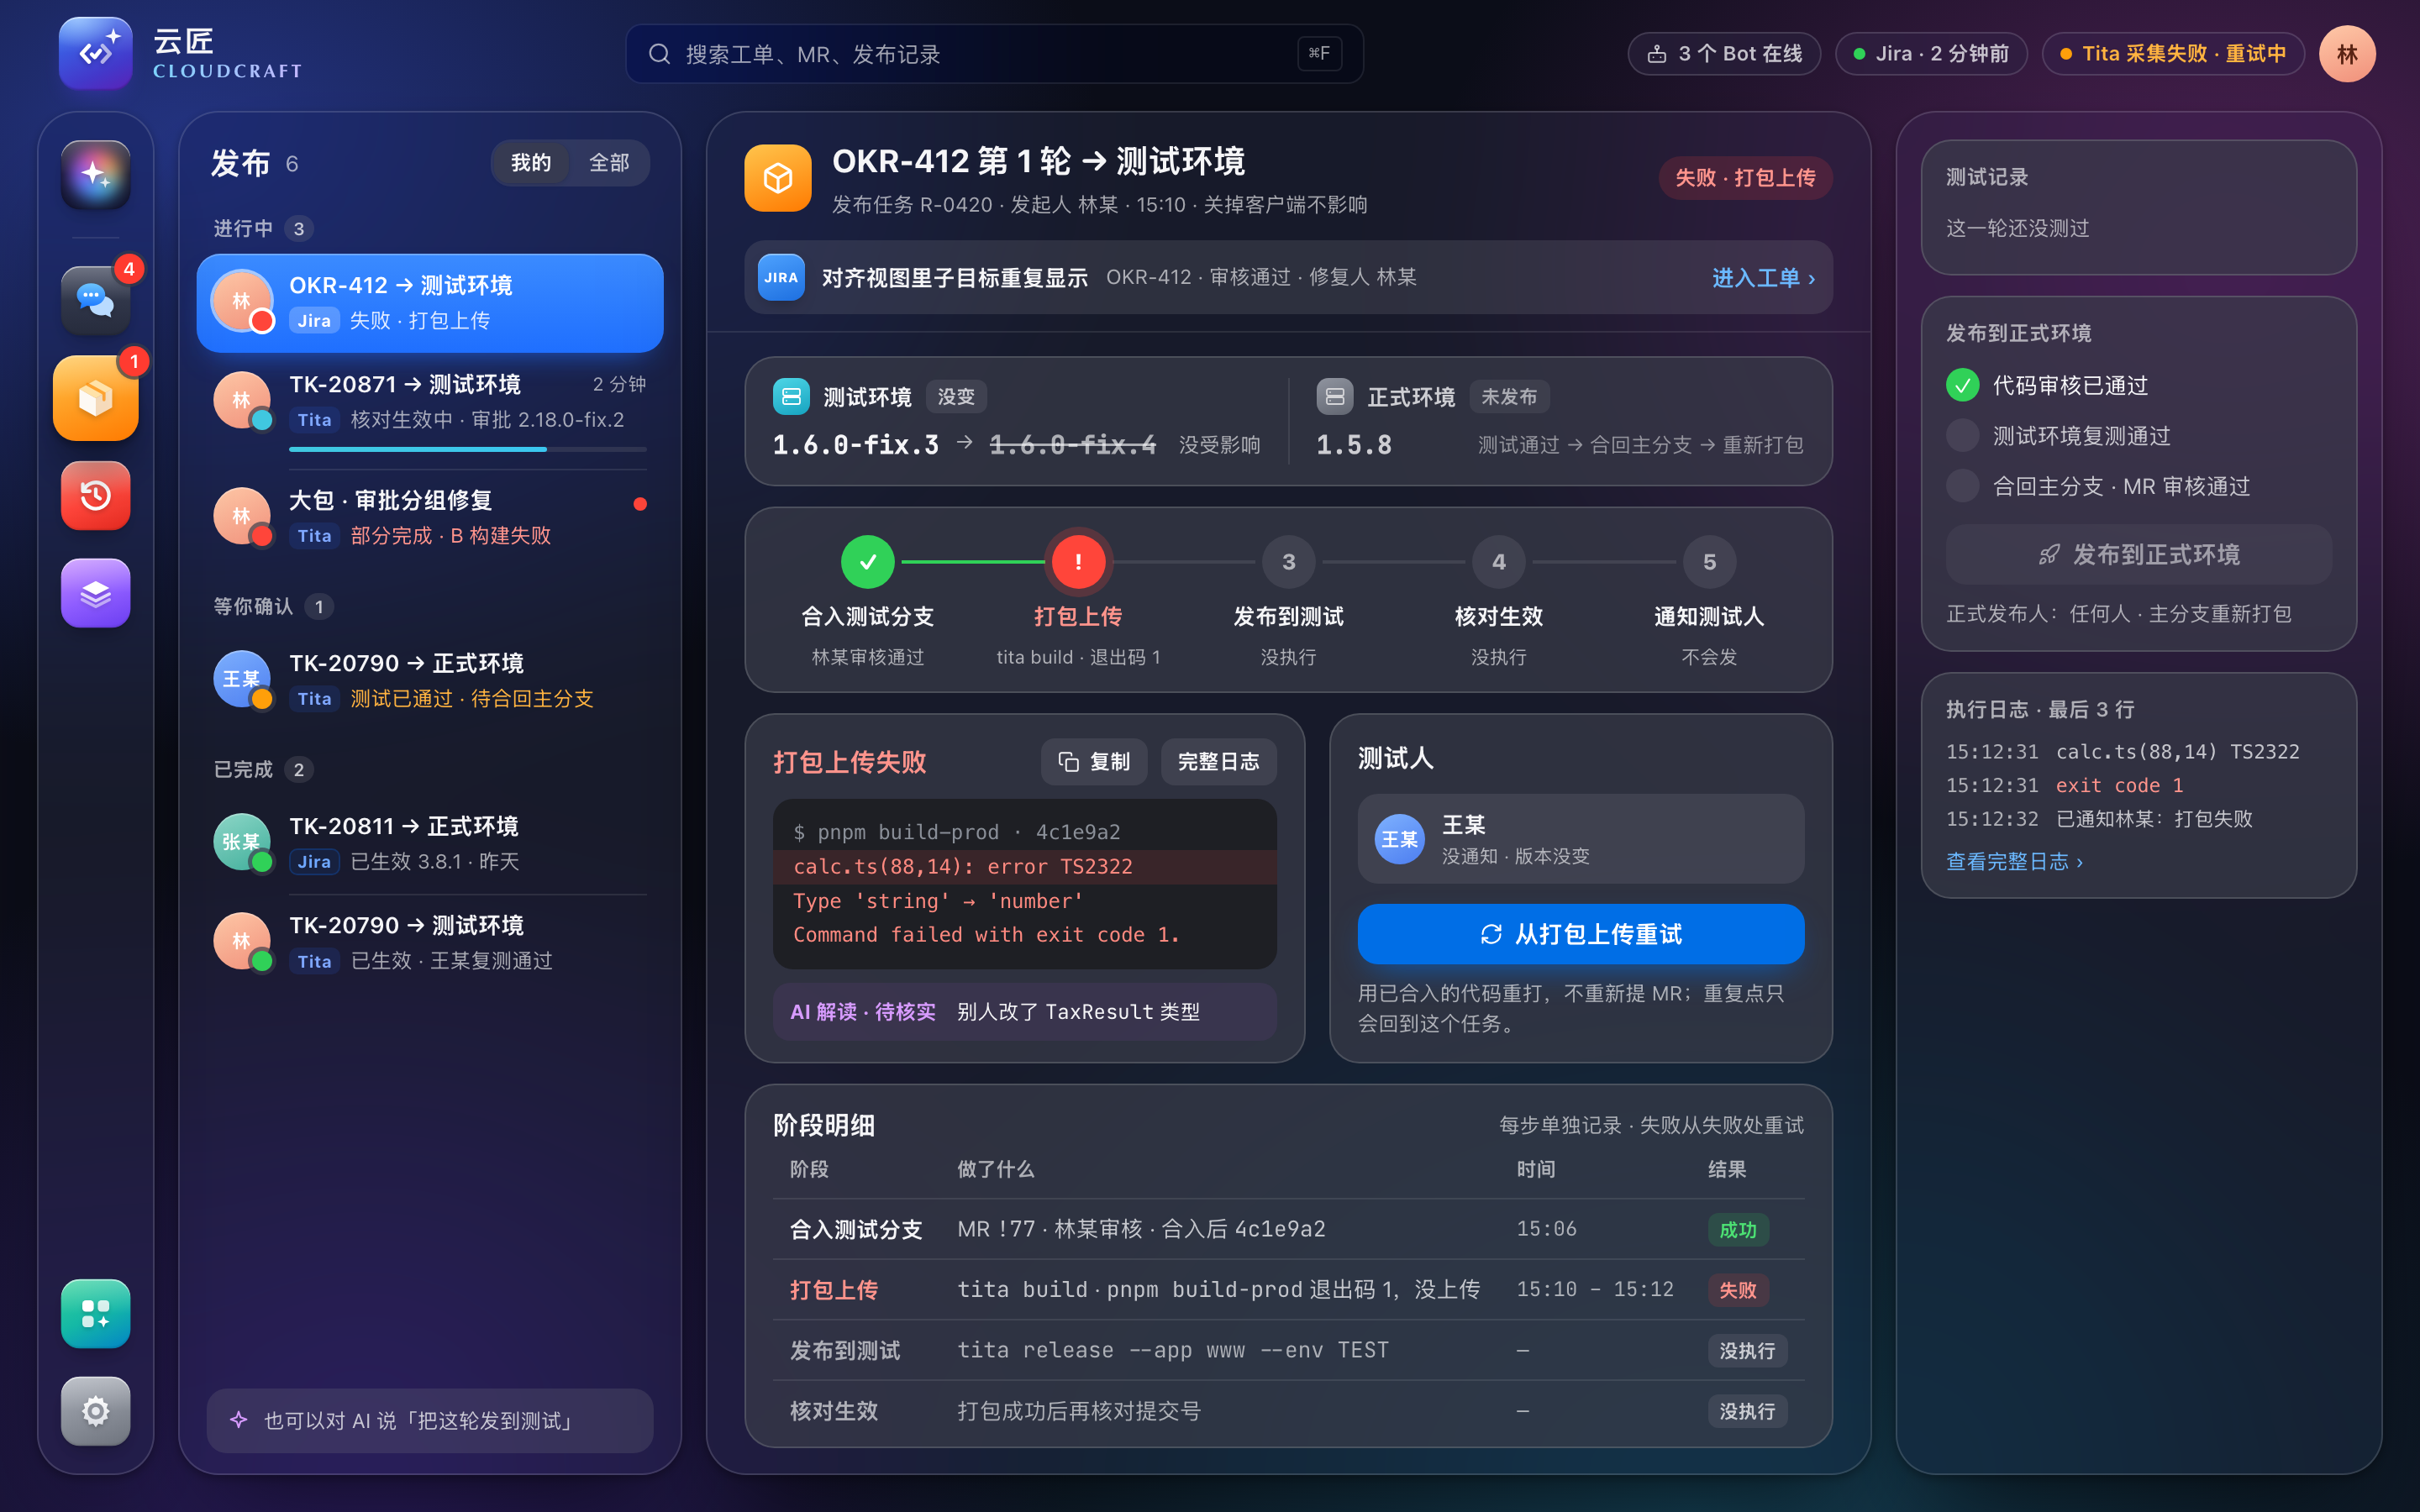 云匠
CLOUDCRAFT
搜索工单、MR、发布记录
⌘F
3 个 Bot 在线
Jira · 2 分钟前
Tita 采集失败 · 重试中
林
4
1
发布 6
我的 全部
进行中 3
林
OKR-412 → 测试环境
Jira 失败 · 打包上传
林
TK-20871 → 测试环境 2 分钟
Tita 核对生效中 · 审批 2.18.0-fix.2
林
大包 · 审批分组修复
Tita 部分完成 · B 构建失败
等你确认 1
王某
TK-20790 → 正式环境
Tita 测试已通过 · 待合回主分支
已完成 2
张某
TK-20811 → 正式环境
Jira 已生效 3.8.1 · 昨天
林
TK-20790 → 测试环境
Tita 已生效 · 王某复测通过
也可以对 AI 说「把这轮发到测试」
OKR-412 第 1 轮 → 测试环境
发布任务 R-0420 · 发起人 林某 · 15:10 · 关掉客户端不影响
失败 · 打包上传
JIRA 对齐视图里子目标重复显示 OKR-412 · 审核通过 · 修复人 林某 进入工单 ›
测试环境 没变
1.6.0-fix.3 → 1.6.0-fix.4 没受影响
正式环境 未发布
1.5.8 测试通过 → 合回主分支 → 重新打包
! 3 4 5
合入测试分支 打包上传 发布到测试 核对生效 通知测试人
林某审核通过 tita build · 退出码 1 没执行 没执行 不会发
打包上传失败 复制 完整日志
$ pnpm build-prod · 4c1e9a2
calc.ts(88,14): error TS2322
Type 'string' → 'number'
Command failed with exit code 1.
AI 解读 · 待核实 别人改了 TaxResult 类型
测试人
王某
王某
没通知 · 版本没变
从打包上传重试
用已合入的代码重打，不重新提 MR；重复点只
会回到这个任务。
阶段明细 每步单独记录 · 失败从失败处重试
阶段 做了什么 时间 结果
合入测试分支 MR !77 · 林某审核 · 合入后 4c1e9a2 15:06 成功
打包上传 tita build · pnpm build-prod 退出码 1，没上传 15:10 – 15:12 失败
发布到测试 tita release --app www --env TEST — 没执行
核对生效 打包成功后再核对提交号 — 没执行
测试记录
这一轮还没测过
发布到正式环境
代码审核已通过
测试环境复测通过
合回主分支 · MR 审核通过
发布到正式环境
正式发布人：任何人 · 主分支重新打包
执行日志 · 最后 3 行
15:12:31 calc.ts(88,14) TS2322
15:12:31 exit code 1
15:12:32 已通知林某：打包失败
查看完整日志 ›